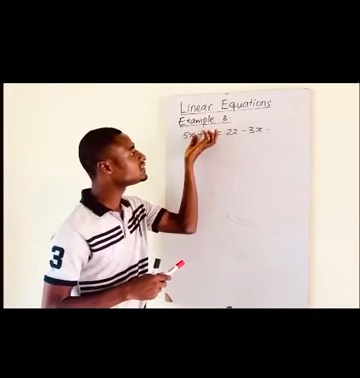 Linear Equations
Example 3
5x + = 22 - 3x
3